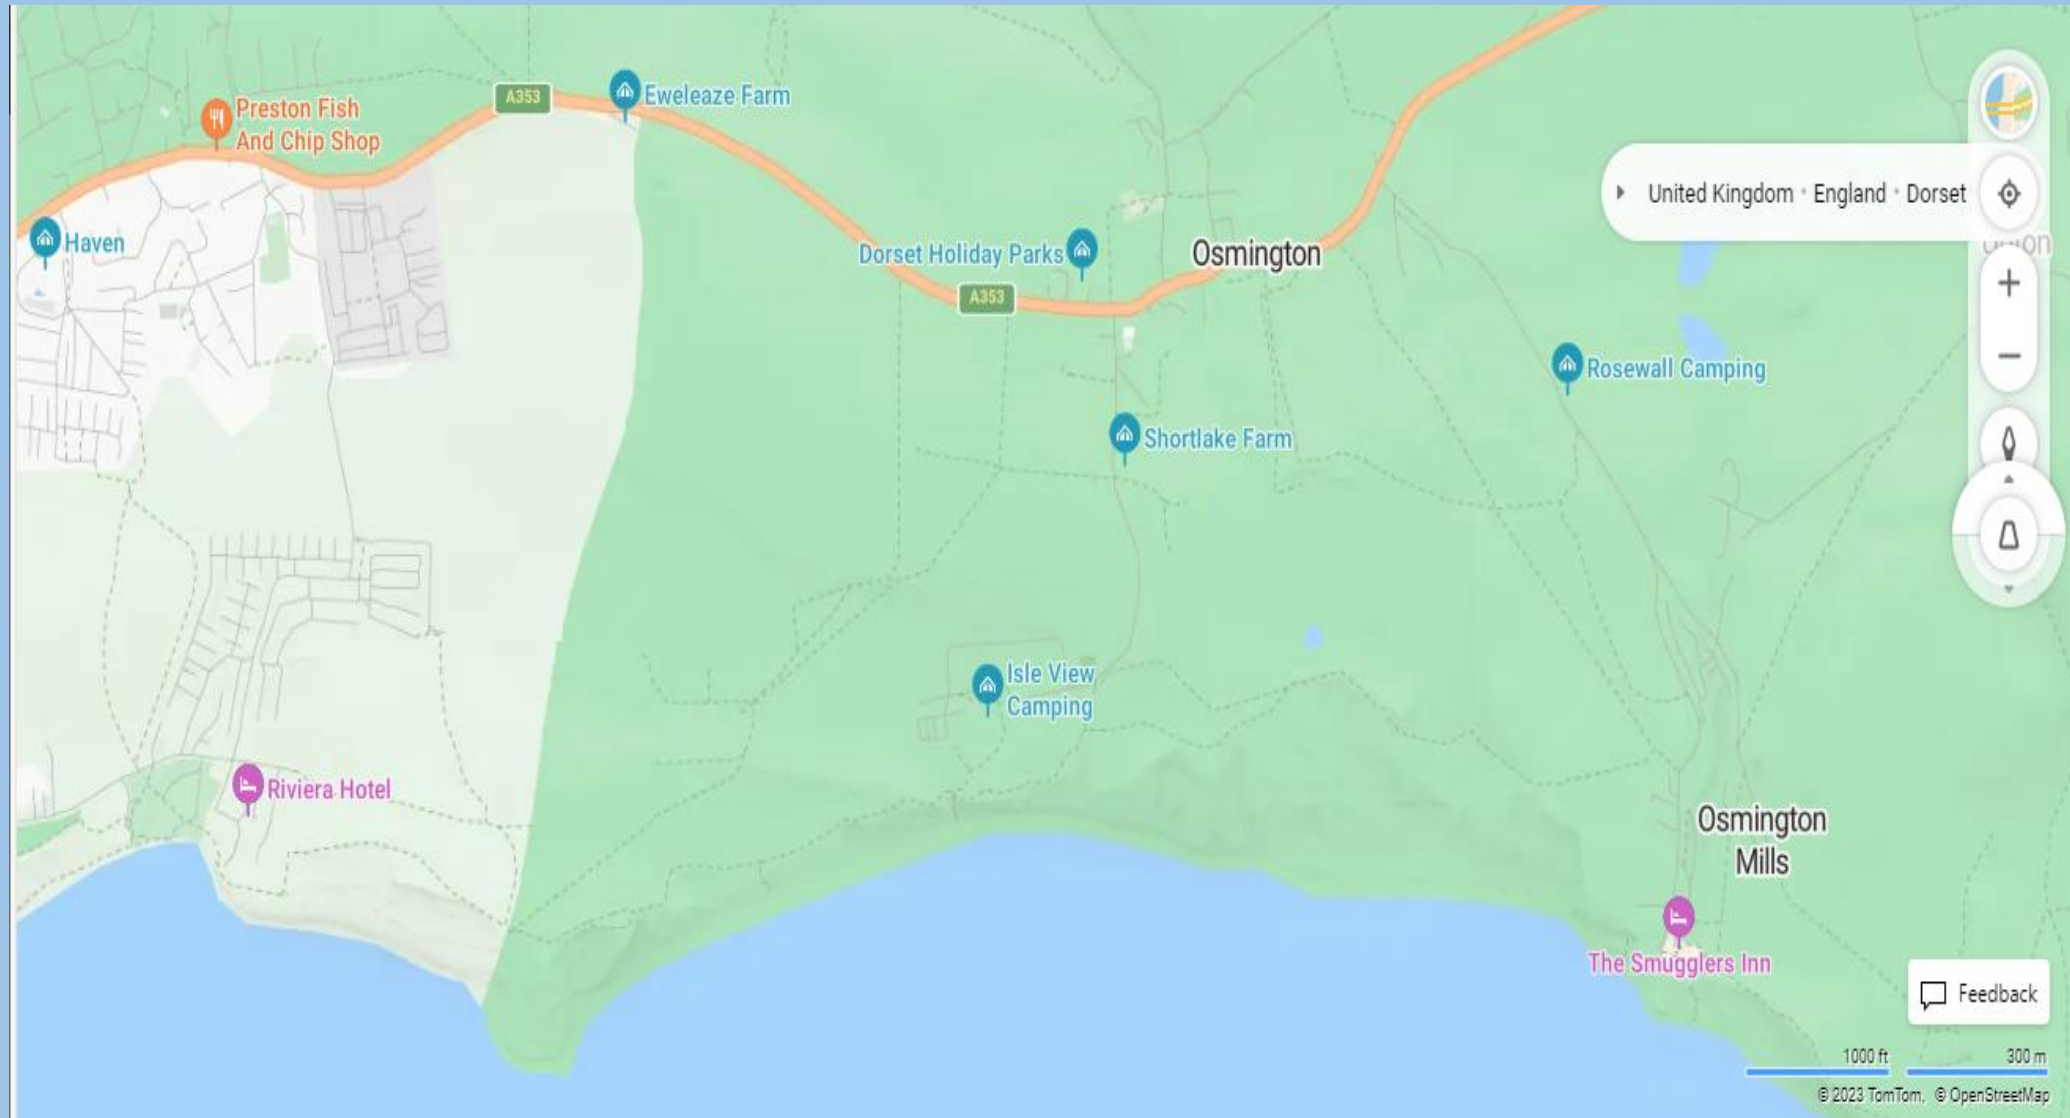 A353
Eweleaze Farm
Preston Fish
And Chip Shop
United Kingdom • England • Dorset
Haven
Dorset Holiday Parks
Osmington
A353
Rosewall Camping
Shortlake Farm
Isle View
Camping
Riviera Hotel
Osmington
Mills
The Smugglers Inn
Feedback
1000 ft
300 m
© 2023 TomTom, © OpenStreetMap